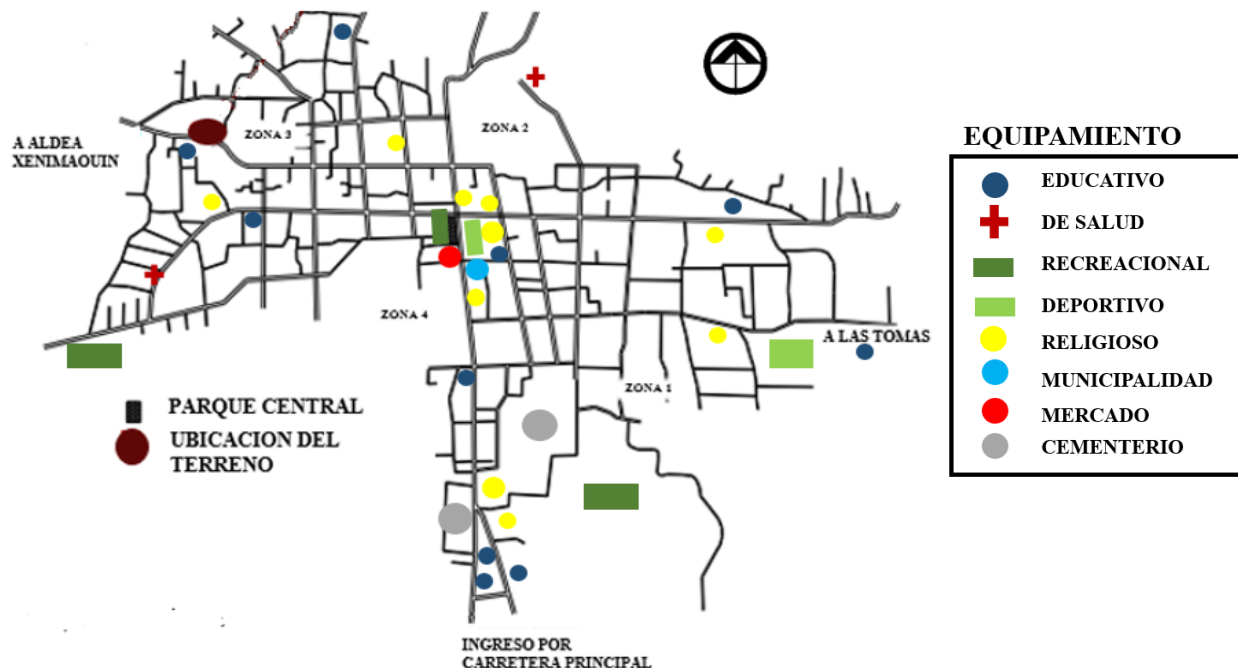 ZONA 3
ZONA 2
A ALDEA
XENIMAQUIN
ZONA 4
A LAS TOMAS
ZONA 1
PARQUE CENTRAL
UBICACION DEL
TERRENO
INGRESO POR
CARRETERA PRINCIPAL
EQUIPAMIENTO
EDUCATIVO
DE SALUD
RECREACIONAL
DEPORTIVO
RELIGIOSO
MUNICIPALIDAD
MERCADO
CEMENTERIO